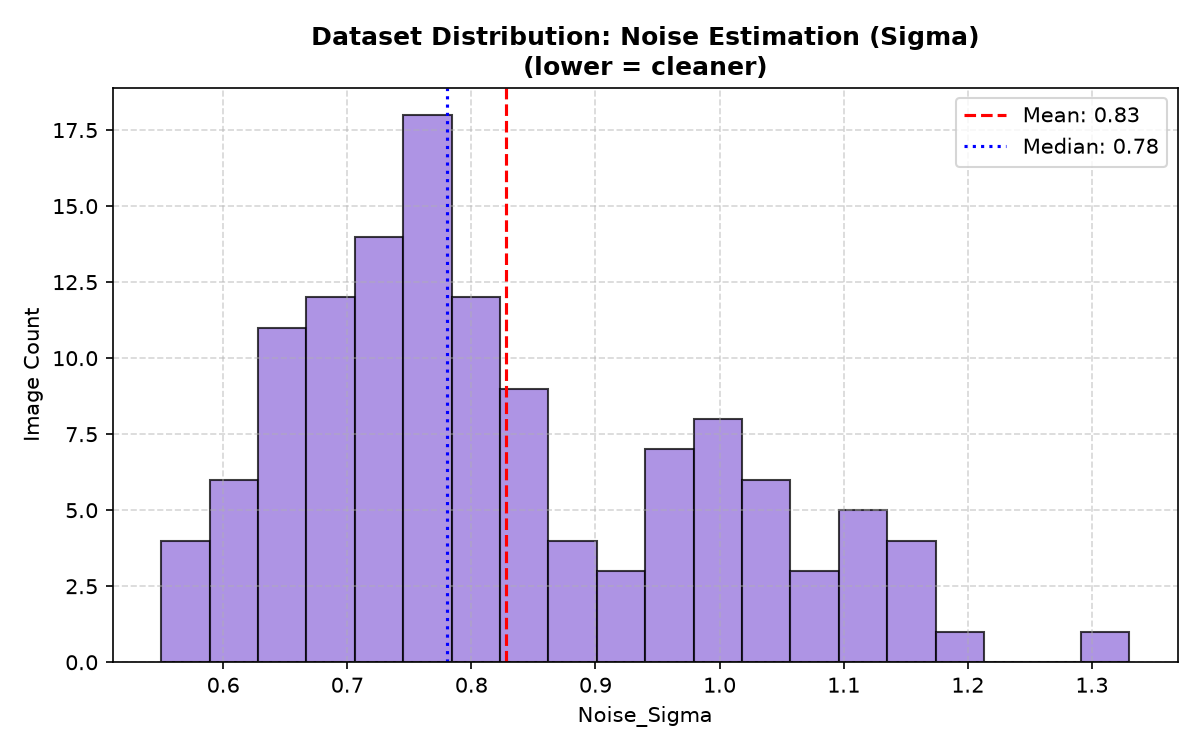 Dataset Distribution: Noise Estimation (Sigma)
(lower = cleaner)
Mean: 0.83
Median: 0.78
Image Count
17.5
15.0
12.5
10.0
7.5
5.0
2.5
0.0
0.6 0.7 0.8 0.9 1.0 1.1 1.2 1.3
Noise_Sigma